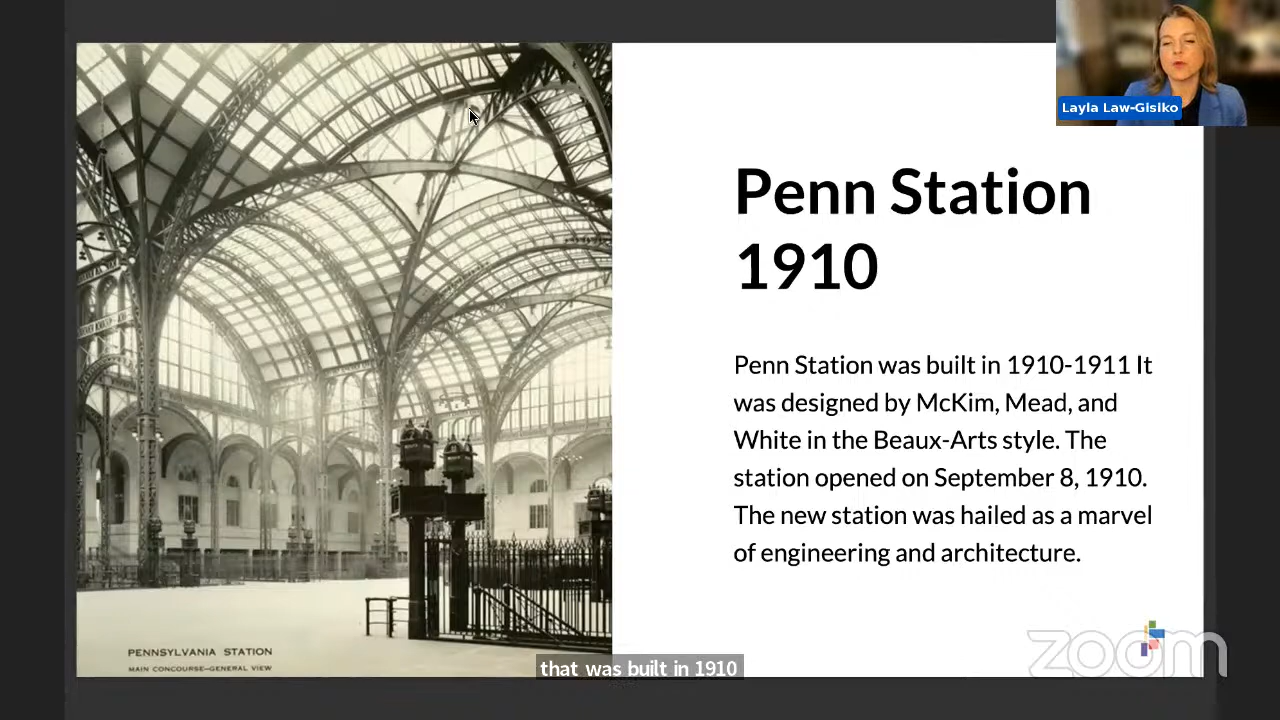 Layla Law-Gisiko
Penn Station
1910
Penn Station was built in 1910-1911 It
was designed by McKim, Mead, and
White in the Beaux-Arts style. The
station opened on September 8, 1910.
The new station was hailed as a marvel
of engineering and architecture.
PENNSYLVANIA STATION
MAIN CONCOURSE—GENERAL VIEW
that was built in 1910
zoom